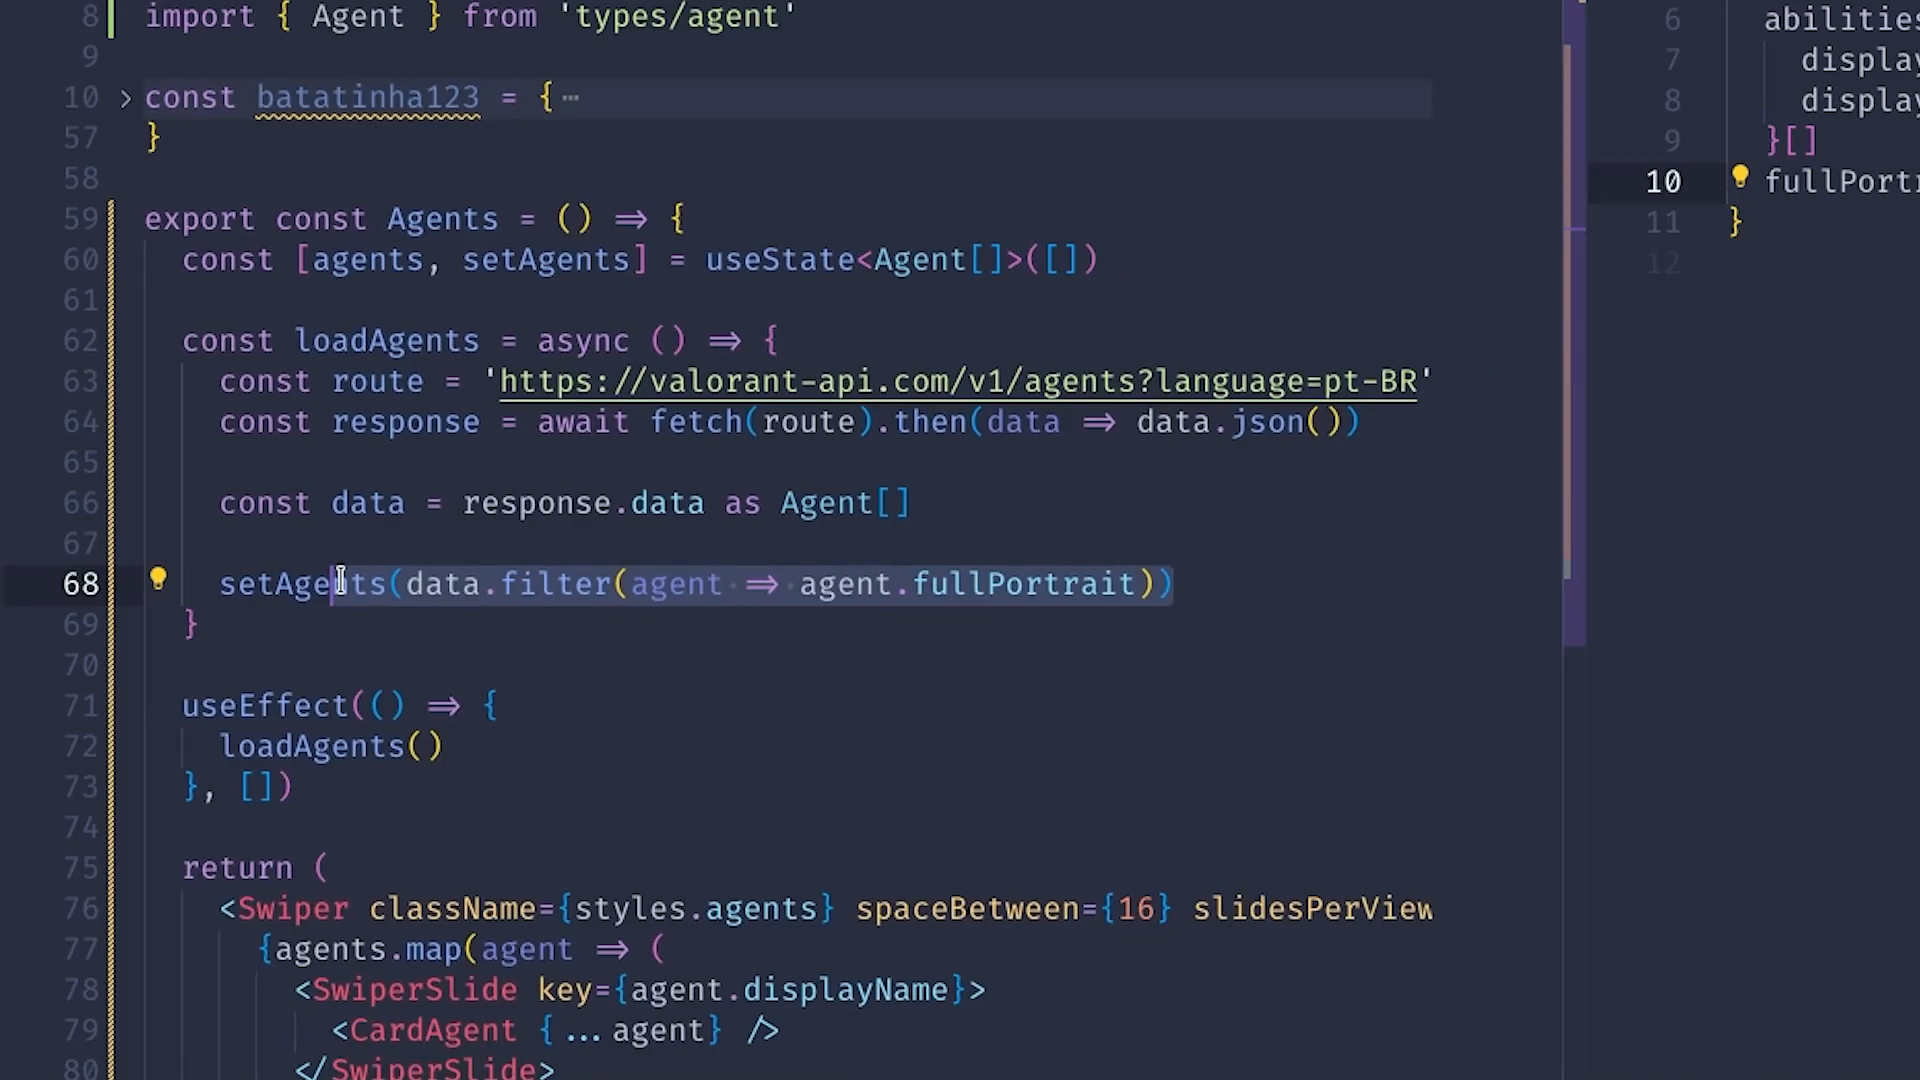 8 import { Agent } from 'types/agent'
9
10 > const batatinha123 = { ⋯
57 }
58
59 export const Agents = () => {
60 const [agents, setAgents] = useState<Agent[]>([])
61
62 const loadAgents = async () => {
63 const route = 'https://valorant-api.com/v1/agents?language=pt-BR'
64 const response = await fetch(route).then(data => data.json())
65
66 const data = response.data as Agent[]
67
68 setAgents(data.filter(agent => agent.fullPortrait))
69 }
70
71 useEffect(() => {
72 loadAgents()
73 }, [])
74
75 return (
76 <Swiper className={styles.agents} spaceBetween={16} slidesPerView
77 {agents.map(agent => (
78 <SwiperSlide key={agent.displayName}>
79 <CardAgent {...agent} />
80 </SwiperSlide>
6 abilities
7 display
8 display
9 }[]
10 fullPortr
11 }
12